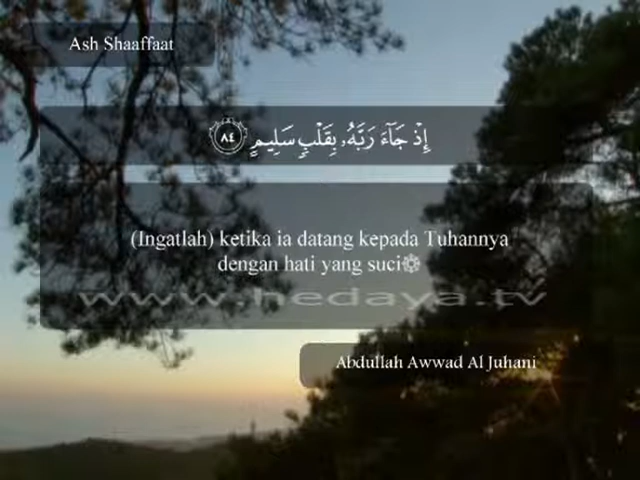 Ash Shaaffaat
إِذْ جَآءَ رَبَّهُۥ بِقَلْبٍ سَلِيمٍ ٨٤
(Ingatlah) ketika ia datang kepada Tuhannya
dengan hati yang suci
www.hedaya.tv
Abdullah Awwad Al Juhani